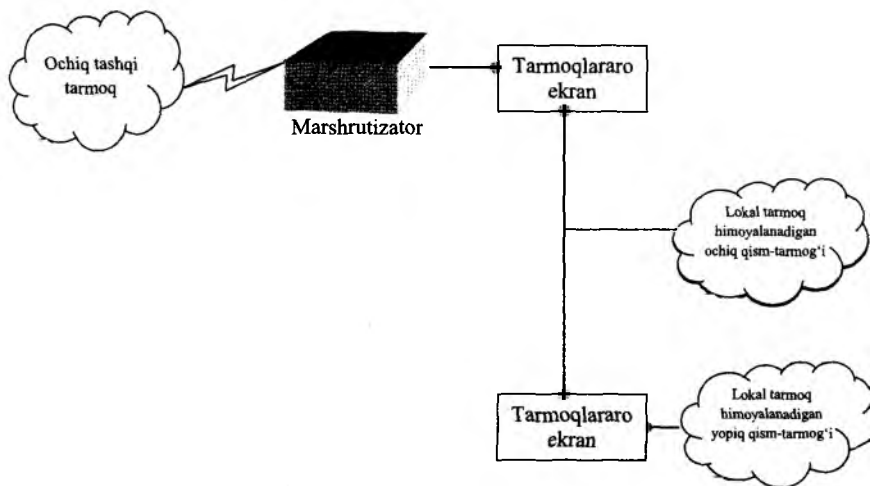 Ochiq tashqi
tarmoq
Marshrutizator
Tarmoqlararo
ekran
Lokal tarmoq
himoyalanadigan
ochiq qism-tarmog‘i
Tarmoqlararo
ekran
Lokal tarmoq
himoyalanadigan
yopiq qism-tarmog‘i